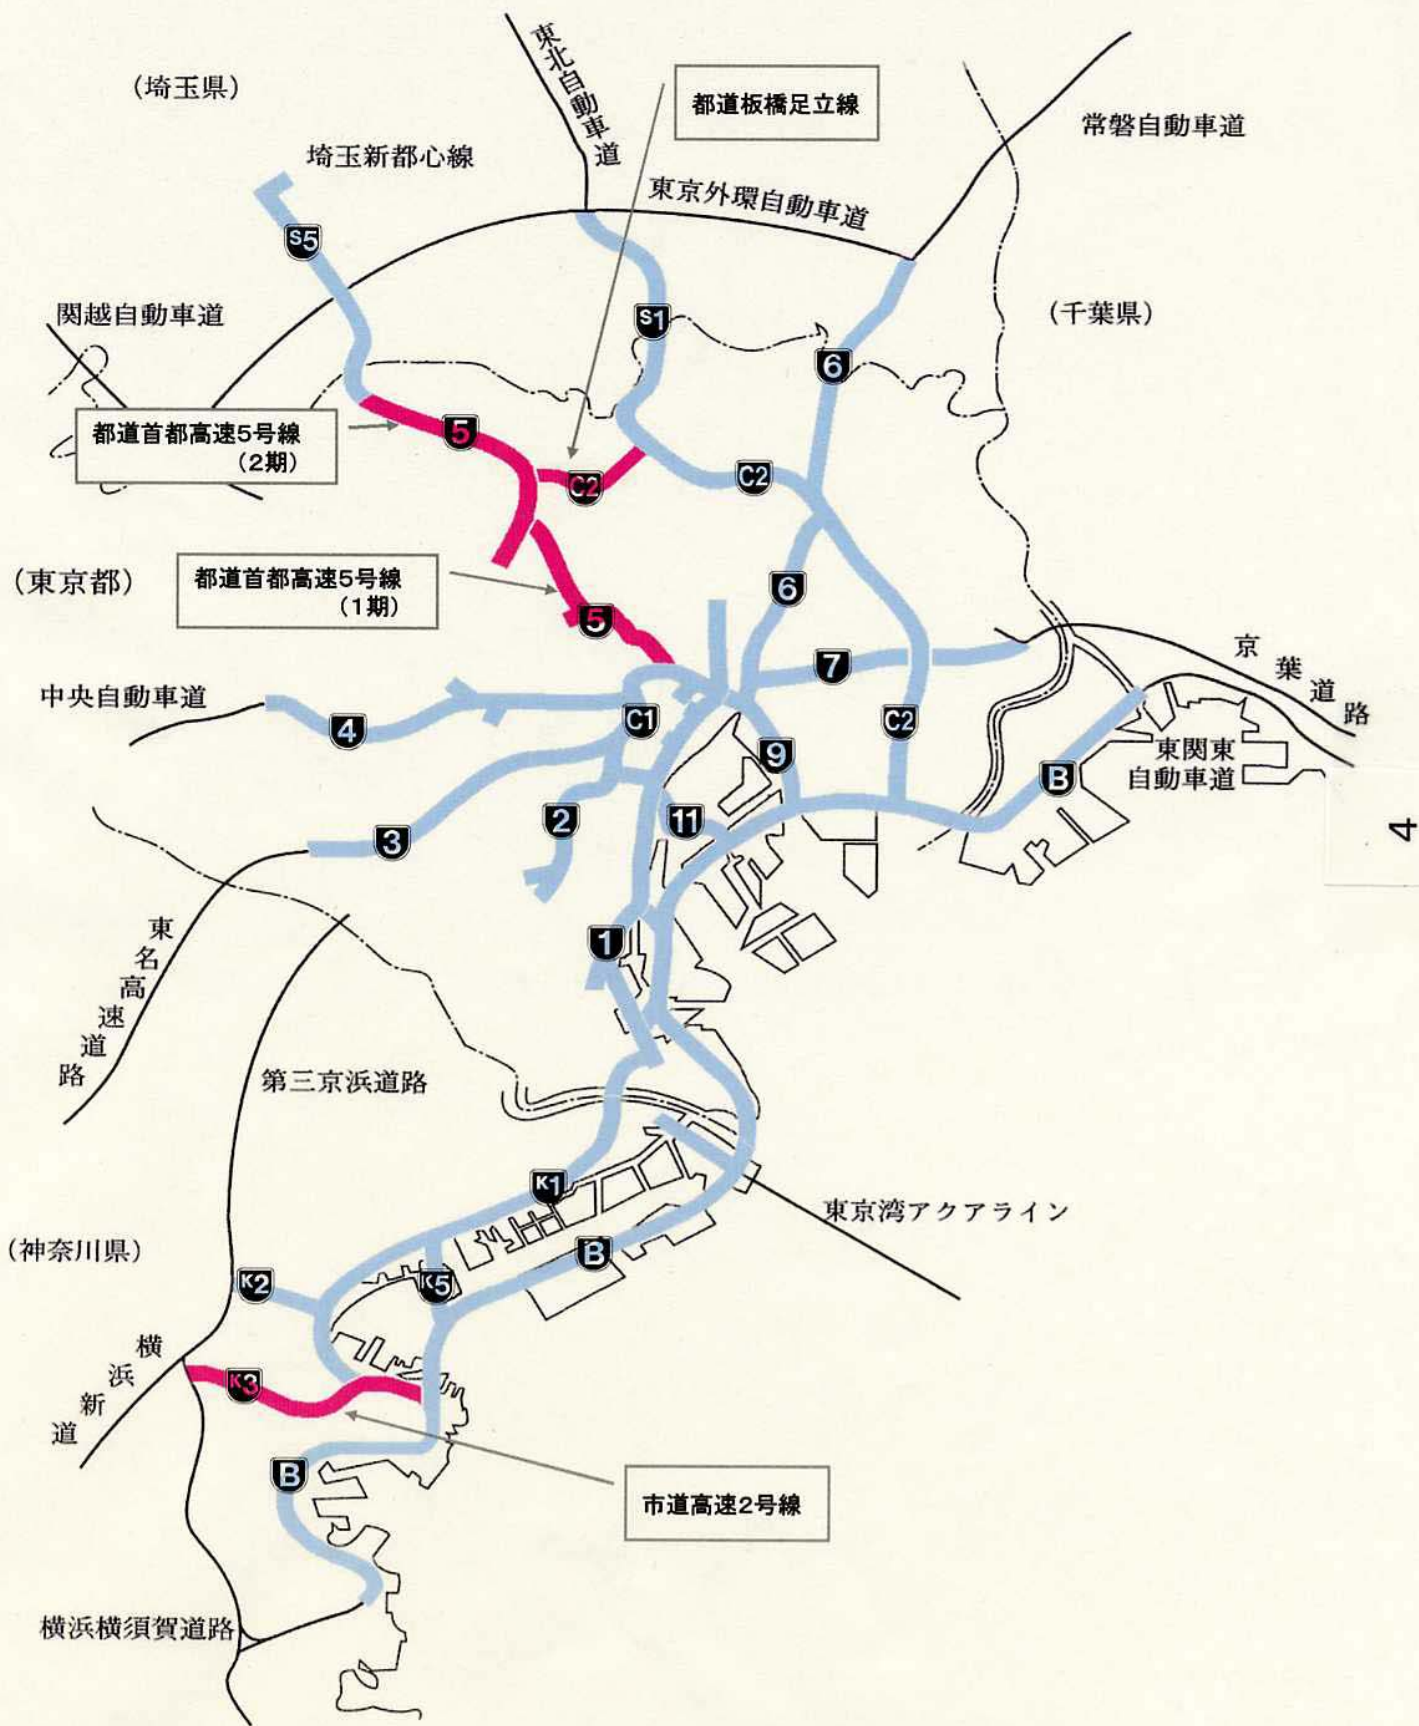 東北自動車道
(埼玉県)
都道板橋足立線
常磐自動車道
埼玉新都心線
東京外環自動車道
S5
関越自動車道
S1
(千葉県)
6
都道首都高速5号線
(2期)
5
C2
C2
(東京都)
都道首都高速5号線
(1期)
6
5
京葉道路
7
中央自動車道
4
C1
C2
9
東関東
自動車道
B
3
2
11
4
東名高速道路
1
第三京浜道路
K1
東京湾アクアライン
(神奈川県)
B
K2
K5
横浜新道
K3
B
市道高速2号線
横浜横須賀道路